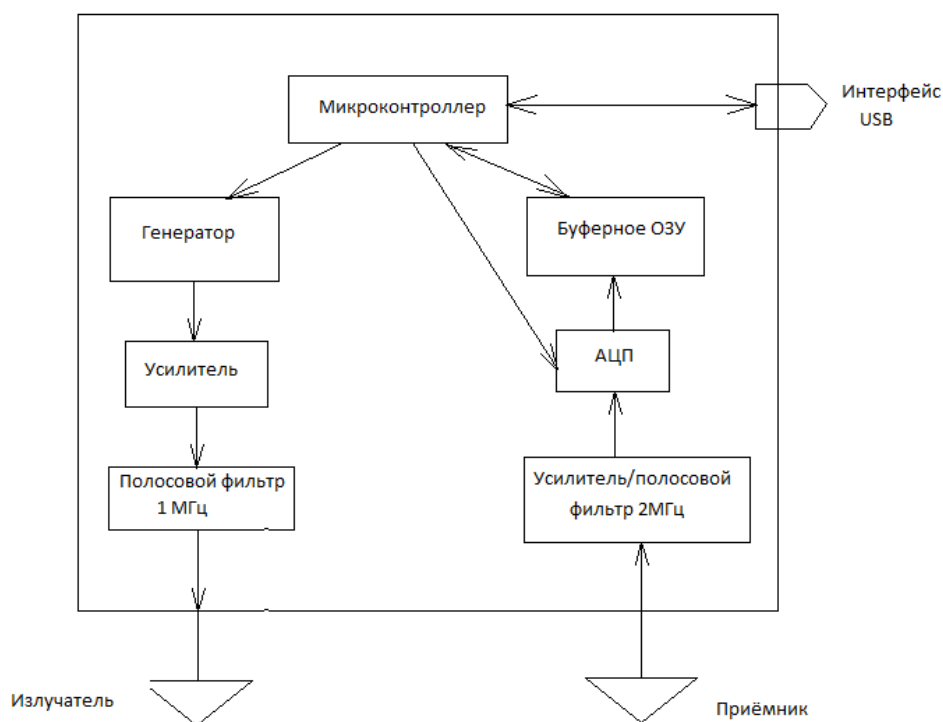 Микроконтроллер
Интерфейс
USB
Генератор
Буферное ОЗУ
Усилитель
АЦП
Полосовой фильтр
1 МГц
Усилитель/полосовой
фильтр 2МГц
Излучатель
Приёмник